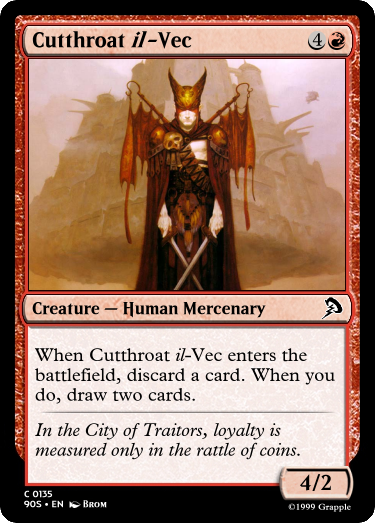 Cutthroat il-Vec 4
Creature — Human Mercenary
When Cutthroat il-Vec enters the
battlefield, discard a card. When you
do, draw two cards.
In the City of Traitors, loyalty is
measured only in the rattle of coins.
4/2
C 0135
90S • EN BROM
©1999 Grapple